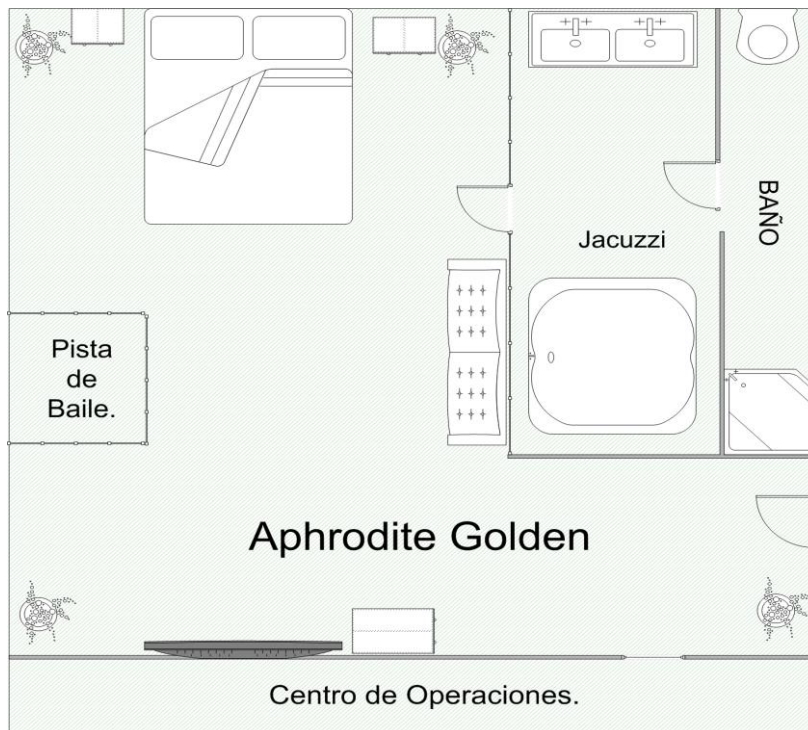 BAÑO
Jacuzzi
Pista
de
Baile.
Aphrodite Golden
Centro de Operaciones.